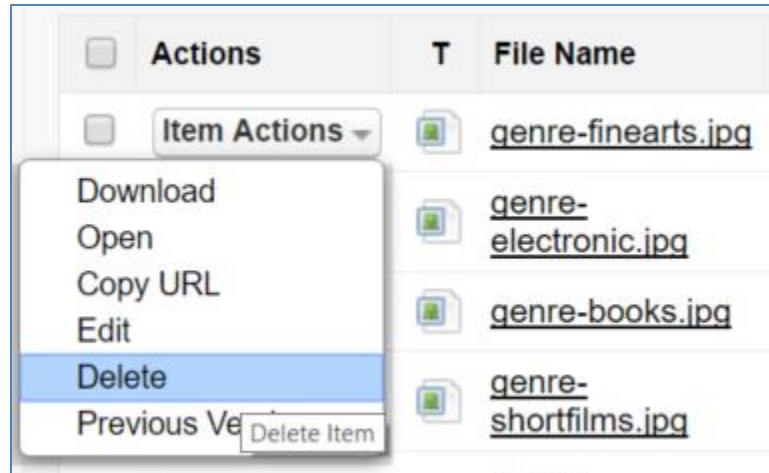 Actions T File Name
Item Actions genre-finearts.jpg
Download
Open
Copy URL
Edit
Delete
Previous Ve
Delete Item
genre-
electronic.jpg
genre-books.jpg
genre-
shortfilms.jpg